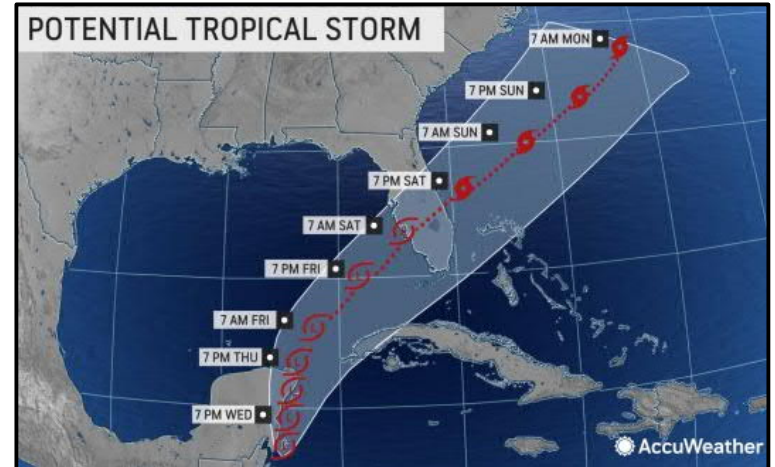 POTENTIAL TROPICAL STORM
7 AM MON
7 PM SUN
7 AM SUN
7 PM SAT
7 AM SAT
7 PM FRI
7 AM FRI
7 PM THU
7 PM WED
AccuWeather